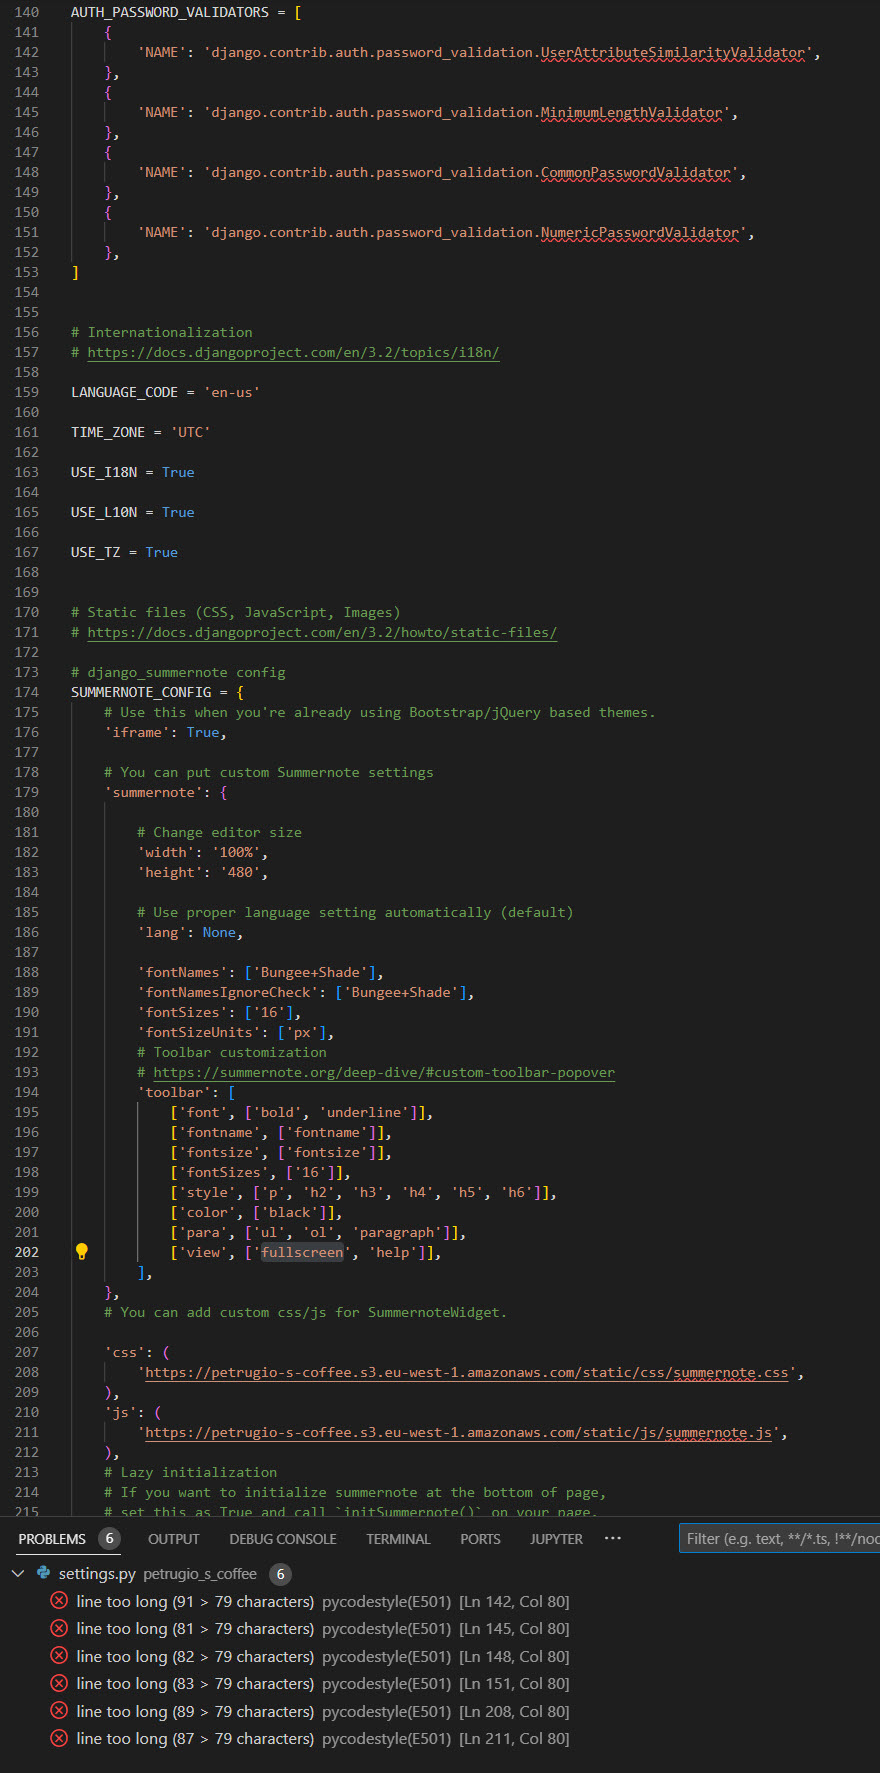 140 AUTH_PASSWORD_VALIDATORS = [
141     {
142         'NAME': 'django.contrib.auth.password_validation.UserAttributeSimilarityValidator',
143     },
144     {
145         'NAME': 'django.contrib.auth.password_validation.MinimumLengthValidator',
146     },
147     {
148         'NAME': 'django.contrib.auth.password_validation.CommonPasswordValidator',
149     },
150     {
151         'NAME': 'django.contrib.auth.password_validation.NumericPasswordValidator',
152     },
153 ]
154
155
156 # Internationalization
157 # https://docs.djangoproject.com/en/3.2/topics/i18n/
158
159 LANGUAGE_CODE = 'en-us'
160
161 TIME_ZONE = 'UTC'
162
163 USE_I18N = True
164
165 USE_L10N = True
166
167 USE_TZ = True
168
169
170 # Static files (CSS, JavaScript, Images)
171 # https://docs.djangoproject.com/en/3.2/howto/static-files/
172
173 # django_summernote config
174 SUMMERNOTE_CONFIG = {
175     # Use this when you're already using Bootstrap/jQuery based themes.
176     'iframe': True,
177
178     # You can put custom Summernote settings
179     'summernote': {
180
181         # Change editor size
182         'width': '100%',
183         'height': '480',
184
185         # Use proper language setting automatically (default)
186         'lang': None,
187
188         'fontNames': ['Bungee+Shade'],
189         'fontNamesIgnoreCheck': ['Bungee+Shade'],
190         'fontSizes': ['16'],
191         'fontSizeUnits': ['px'],
192         # Toolbar customization
193         # https://summernote.org/deep-dive/#custom-toolbar-popover
194         'toolbar': [
195             ['font', ['bold', 'underline']],
196             ['fontname', ['fontname']],
197             ['fontsize', ['fontsize']],
198             ['fontSizes', ['16']],
199             ['style', ['p', 'h2', 'h3', 'h4', 'h5', 'h6']],
200             ['color', ['black']],
201             ['para', ['ul', 'ol', 'paragraph']],
202             ['view', ['fullscreen', 'help']],
203         ],
204     },
205     # You can add custom css/js for SummernoteWidget.
206
207     'css': (
208         'https://petrugio-s-coffee.s3.eu-west-1.amazonaws.com/static/css/summernote.css',
209     ),
210     'js': (
211         'https://petrugio-s-coffee.s3.eu-west-1.amazonaws.com/static/js/summernote.js',
212     ),
213     # Lazy initialization
214     # If you want to initialize summernote at the bottom of page,
215     # set this as True and call `initSummernote()` on your page.
PROBLEMS 6 OUTPUT DEBUG CONSOLE TERMINAL PORTS JUPYTER ··· Filter (e.g. text, **/*.ts, !**/noc
settings.py petrugio_s_coffee 6
line too long (91 > 79 characters) pycodestyle(E501) [Ln 142, Col 80]
line too long (81 > 79 characters) pycodestyle(E501) [Ln 145, Col 80]
line too long (82 > 79 characters) pycodestyle(E501) [Ln 148, Col 80]
line too long (83 > 79 characters) pycodestyle(E501) [Ln 151, Col 80]
line too long (89 > 79 characters) pycodestyle(E501) [Ln 208, Col 80]
line too long (87 > 79 characters) pycodestyle(E501) [Ln 211, Col 80]